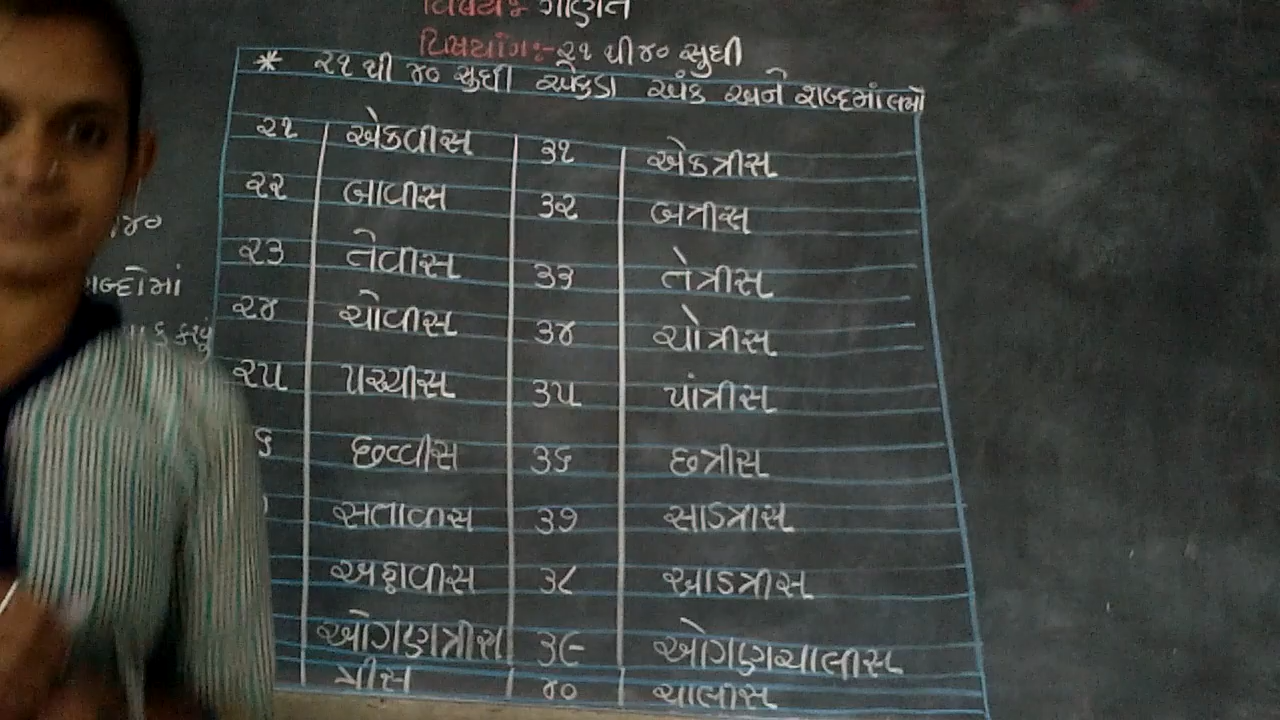 વિષય:- ગણિત
વિષયાંગ:- ૨૧ થી ૪૦ સુધી
* ૨૧ થી ૪૦ સુધી એકડા અંક અને શબ્દમાં લખો
૨૧ એકવીસ ૩૧ એકત્રીસ
૨૨ બાવીસ ૩૨ બત્રીસ
૪૦
૨૩ તેવીસ ૩૩ તેત્રીસ
૨૪ ચોવીસ ૩૪ ચોત્રીસ
૨૫ પચ્ચીસ ૩૫ પાંત્રીસ
૬ છવ્વીસ ૩૬ છત્રીસ
સતાવીસ ૩૭ સાડત્રીસ
અઠ્ઠાવીસ ૩૮ આડત્રીસ
ઓગણત્રીસ ૩૯ ઓગણચાલીસ
ત્રીસ ૪૦ ચાલીસ